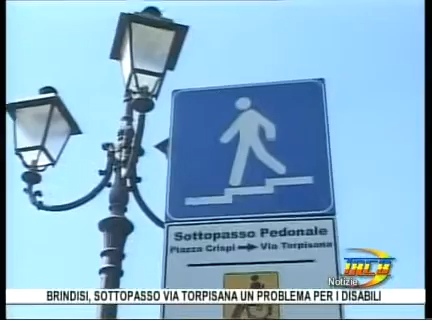 Sottopasso Pedonale
Piazza Crispi → Via Torpisana
Notizie
BRINDISI, SOTTOPASSO VIA TORPISANA UN PROBLEMA PER I DISABILI